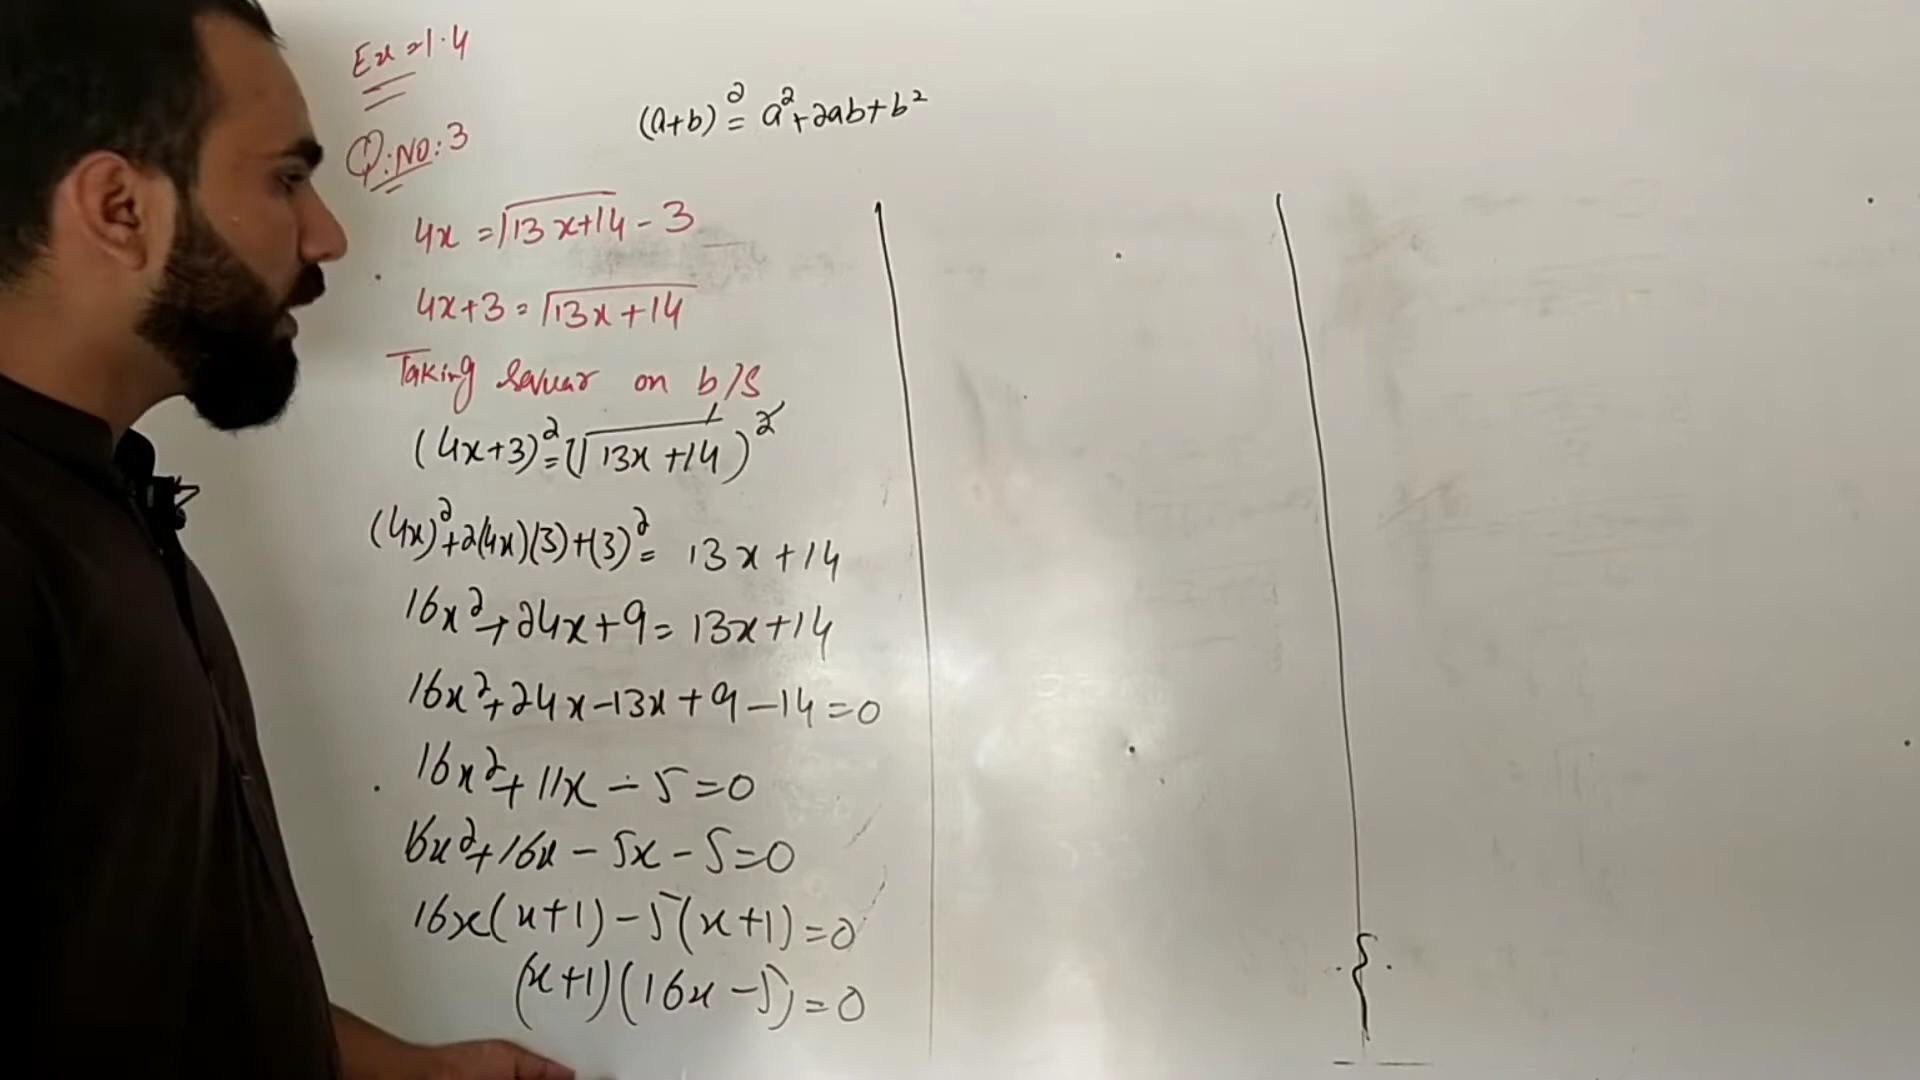 Ex = 1.4
Q:NO:3
(a+b)² = a²+2ab+b²
4x = √13x+14 - 3
4x+3 = √13x+14
Taking on b/s
(4x+3)² = (√13x+14)²
(4x)²+2(4x)(3)+(3)² = 13x+14
16x²+24x+9 = 13x+14
16x²+24x-13x+9-14=0
16x²+11x-5=0
16x²+16x-5x-5=0
16x(x+1)-5(x+1)=0
(x+1)(16x-5)=0